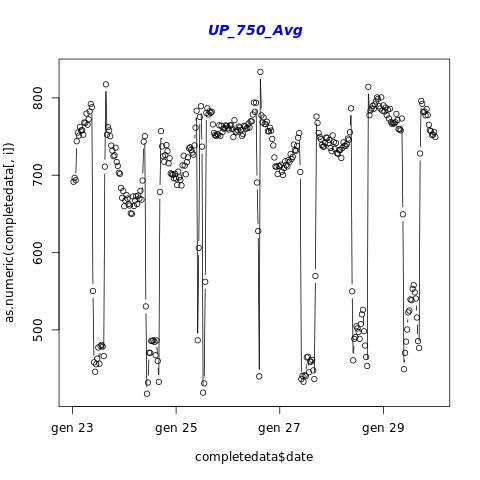 UP_750_Avg
as.numeric(completedata[, i])
800
700
600
500
gen 23
gen 25
gen 27
gen 29
completedata$date